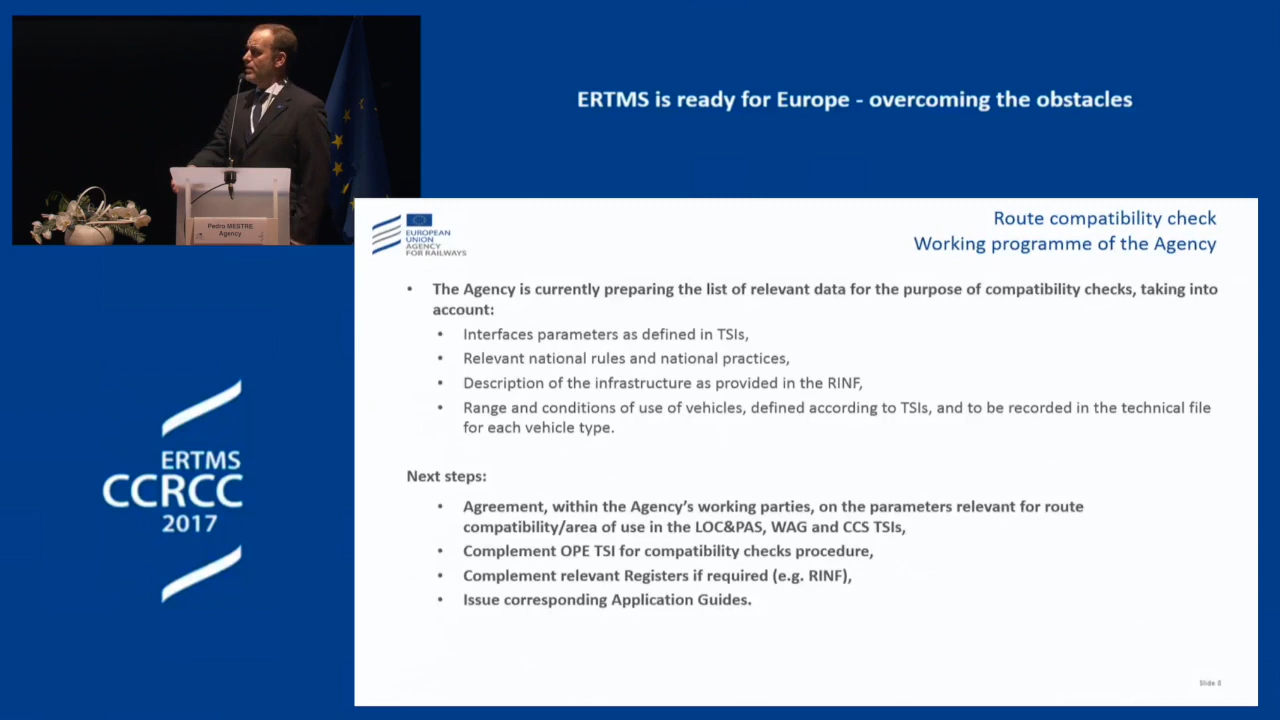 ERTMS is ready for Europe - overcoming the obstacles
Pedro MESTRE
Agency
EUROPEAN
UNION
AGENCY
FOR RAILWAYS
Route compatibility check
Working programme of the Agency
• The Agency is currently preparing the list of relevant data for the purpose of compatibility checks, taking into
account:
• Interfaces parameters as defined in TSIs,
• Relevant national rules and national practices,
• Description of the infrastructure as provided in the RINF,
• Range and conditions of use of vehicles, defined according to TSIs, and to be recorded in the technical file
for each vehicle type.
Next steps:
• Agreement, within the Agency's working parties, on the parameters relevant for route
compatibility/area of use in the LOC&PAS, WAG and CCS TSIs,
• Complement OPE TSI for compatibility checks procedure,
• Complement relevant Registers if required (e.g. RINF),
• Issue corresponding Application Guides.
Slide 8
ERTMS
CCRCC
2017